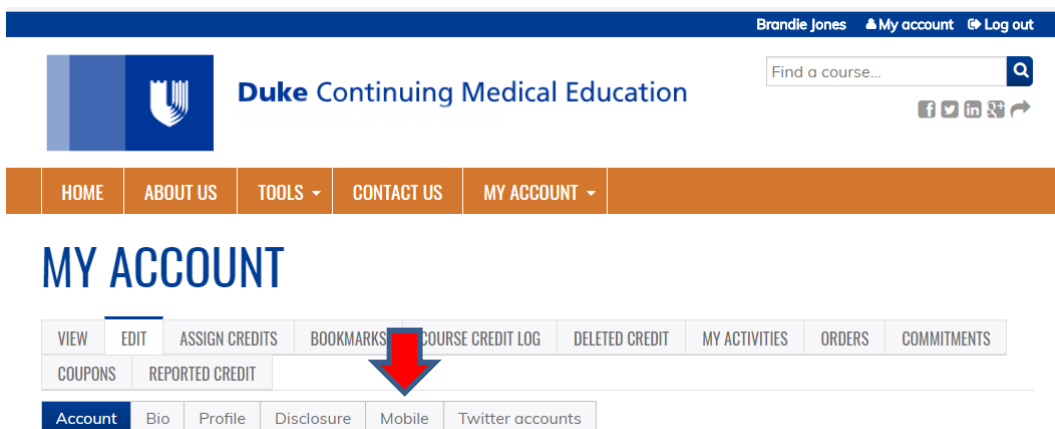 Brandie Jones My account Log out
Duke Continuing Medical Education
Find a course...
HOME ABOUT US TOOLS CONTACT US MY ACCOUNT
MY ACCOUNT
VIEW EDIT ASSIGN CREDITS BOOKMARKS COURSE CREDIT LOG DELETED CREDIT MY ACTIVITIES ORDERS COMMITMENTS
COUPONS REPORTED CREDIT
Account Bio Profile Disclosure Mobile Twitter accounts